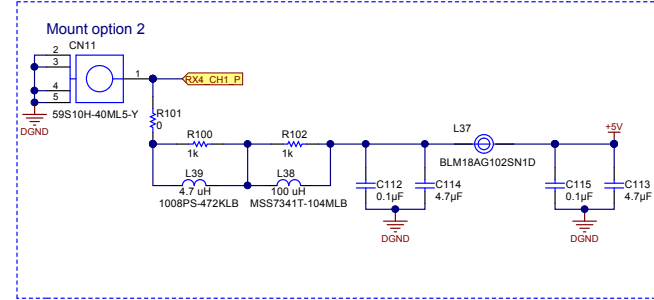 Mount option 2
CN11
2
3
4
5
1
RX4_CH1_P
59S10H-40ML5-Y
DGND
R101
0
R100
1k
R102
1k
L39
4.7 uH
1008PS-472KLB
L38
100 uH
MSS7341T-104MLB
L37
BLM18AG102SN1D
+5V
C112
0.1µF
C114
4.7µF
C115
0.1µF
C113
4.7µF
DGND
DGND